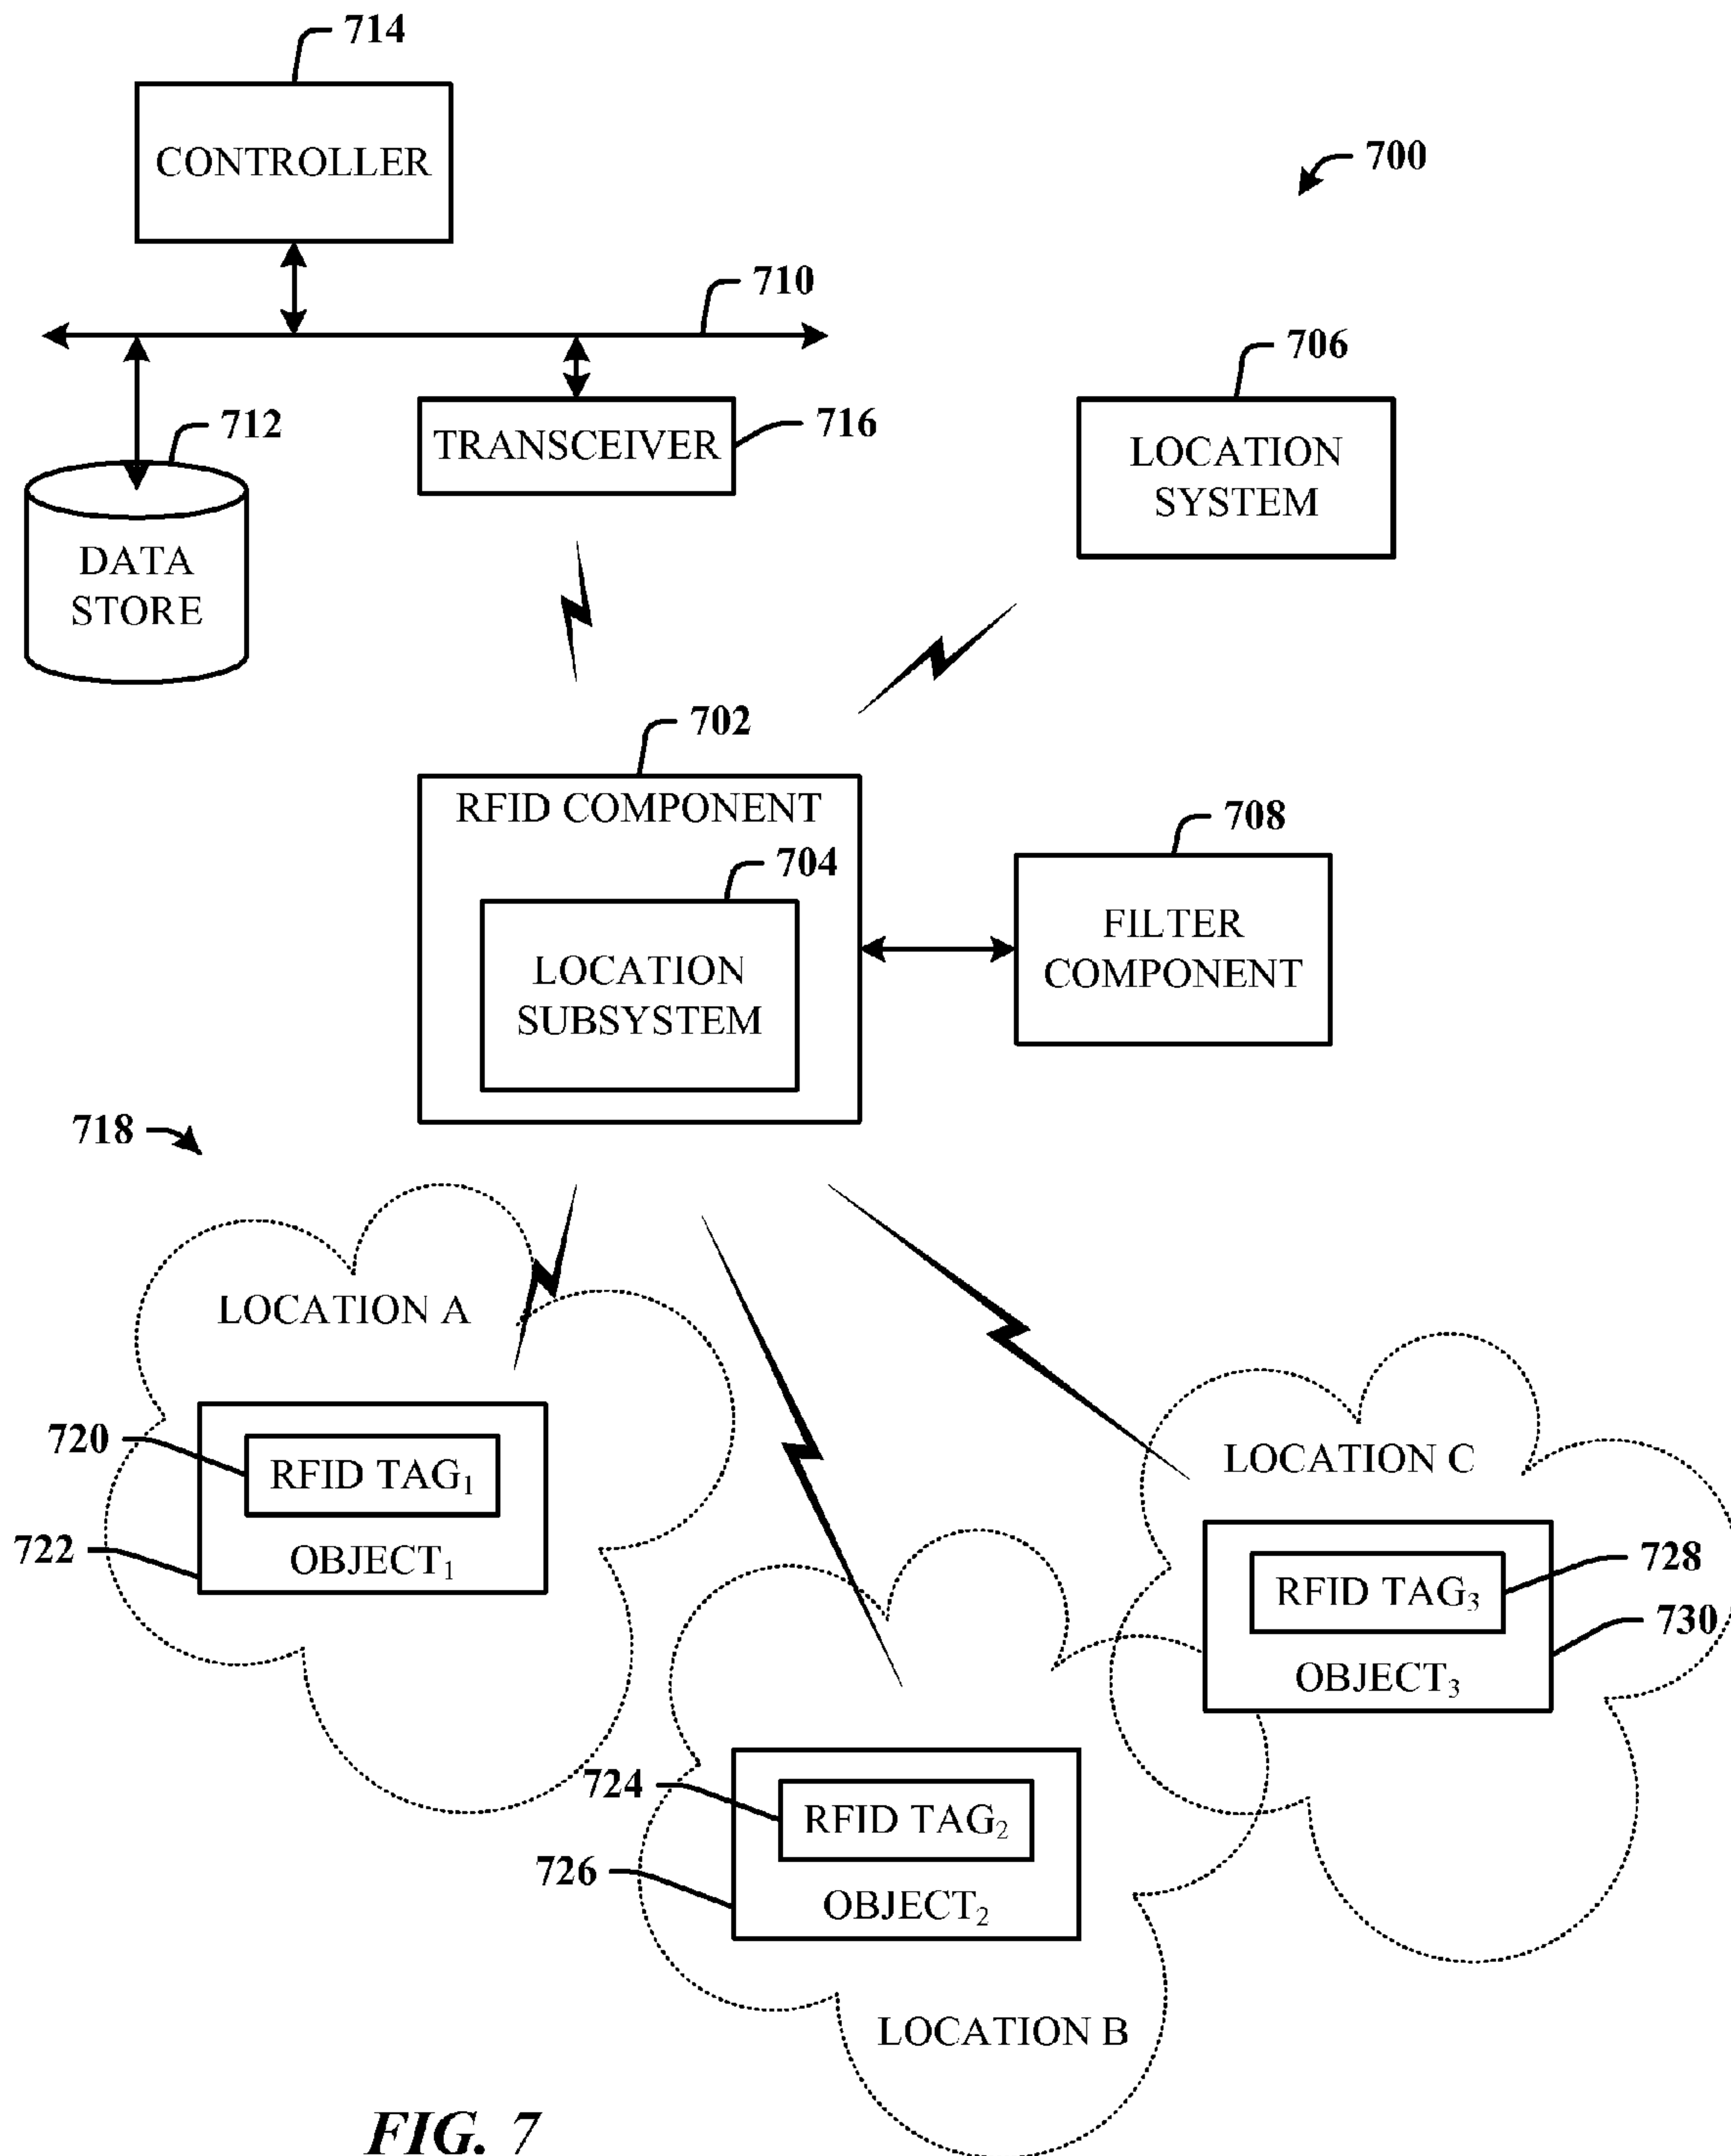 714
CONTROLLER
700
710
706
712
TRANSCEIVER
716
LOCATION
SYSTEM
DATA
STORE
702
RFID COMPONENT
708
704
FILTER
COMPONENT
LOCATION
SUBSYSTEM
718
LOCATION A
720
RFID TAG₁
722
OBJECT₁
LOCATION C
728
RFID TAG₃
730
OBJECT₃
724
RFID TAG₂
726
OBJECT₂
LOCATION B
FIG. 7